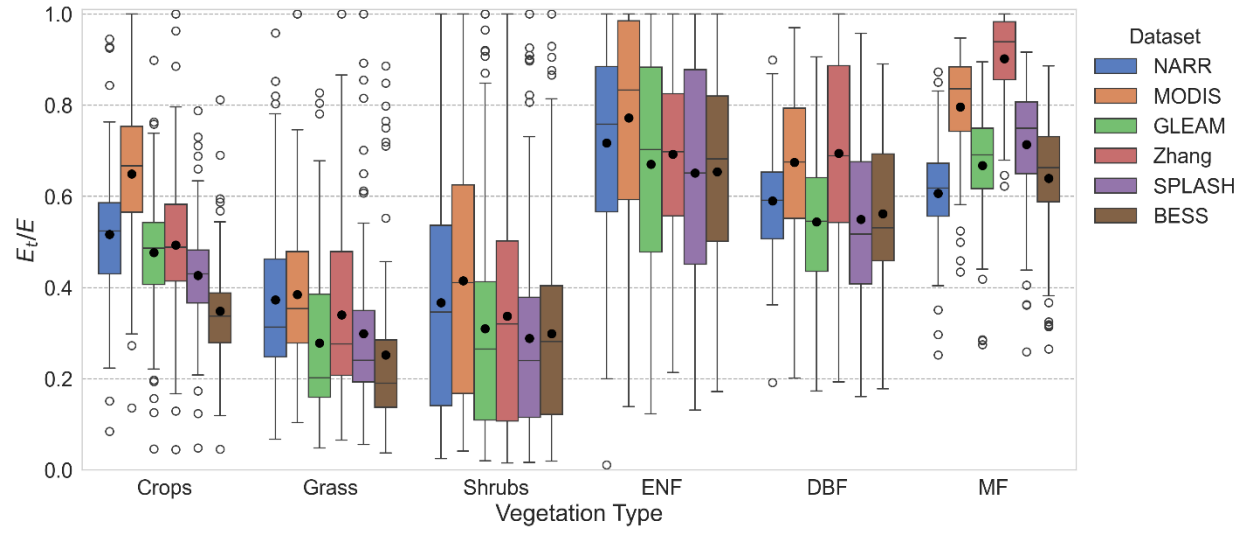 1.0
0.8
0.6
0.4
0.2
0.0
E_t/E
Crops
Grass
Shrubs
ENF
DBF
MF
Vegetation Type
Dataset
NARR
MODIS
GLEAM
Zhang
SPLASH
BESS